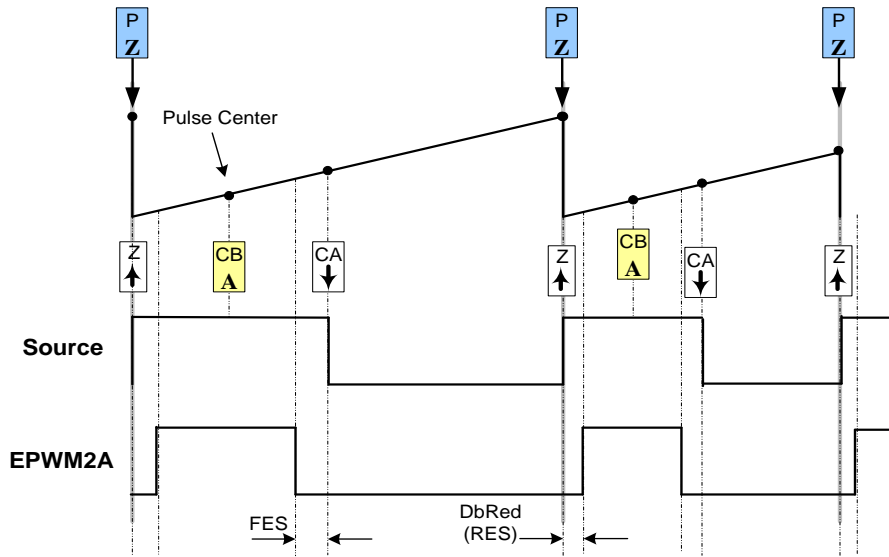 P
Z
P
Z
P
Z
Pulse Center
Z
CB
A
CA
Z
CB
A
CA
Z
Source
EPWM2A
FES
DbRed
(RES)